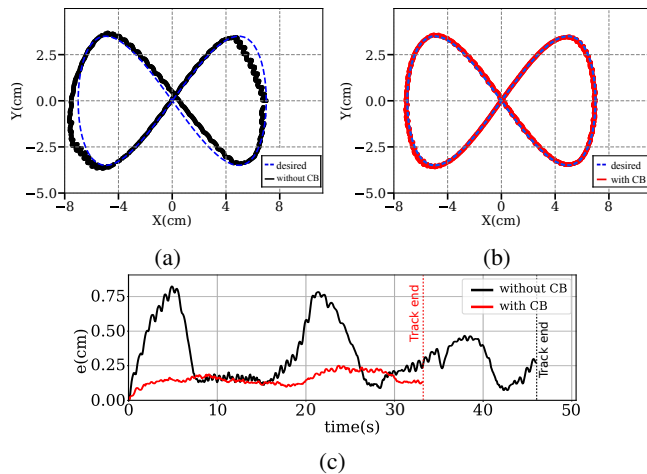 Y(cm)
2.5
0.0
−2.5
−5.0
−8
−4
0
4
8
X(cm)
desired
without CB
(a)
Y(cm)
2.5
0.0
−2.5
−5.0
−8
−4
0
4
8
X(cm)
desired
with CB
(b)
e(cm)
0.75
0.50
0.25
0.00
0
10
20
30
40
50
time(s)
without CB
with CB
Track end
Track end
(c)